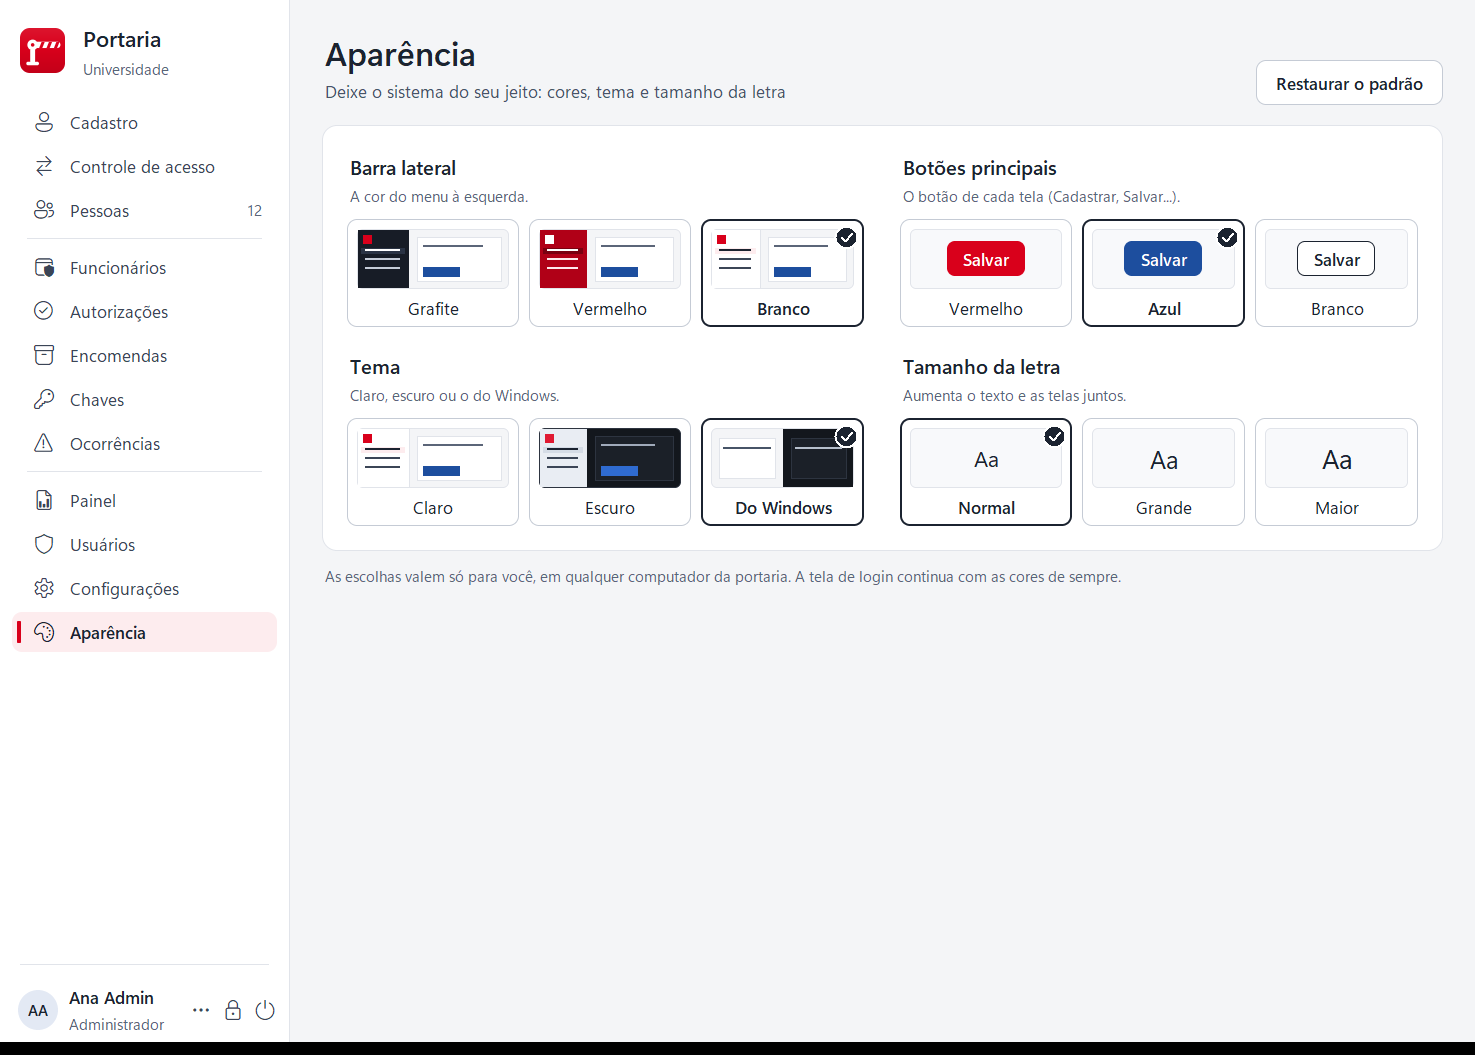 Portaria
Universidade
Cadastro
Controle de acesso
Pessoas 12
Funcionários
Autorizações
Encomendas
Chaves
Ocorrências
Painel
Usuários
Configurações
Aparência
AA
Ana Admin
Administrador
Aparência
Deixe o sistema do seu jeito: cores, tema e tamanho da letra
Restaurar o padrão
Barra lateral
A cor do menu à esquerda.
Grafite
Vermelho
Branco
Botões principais
O botão de cada tela (Cadastrar, Salvar...).
Salvar
Vermelho
Salvar
Azul
Salvar
Branco
Tema
Claro, escuro ou o do Windows.
Claro
Escuro
Do Windows
Tamanho da letra
Aumenta o texto e as telas juntos.
Aa
Normal
Aa
Grande
Aa
Maior
As escolhas valem só para você, em qualquer computador da portaria. A tela de login continua com as cores de sempre.